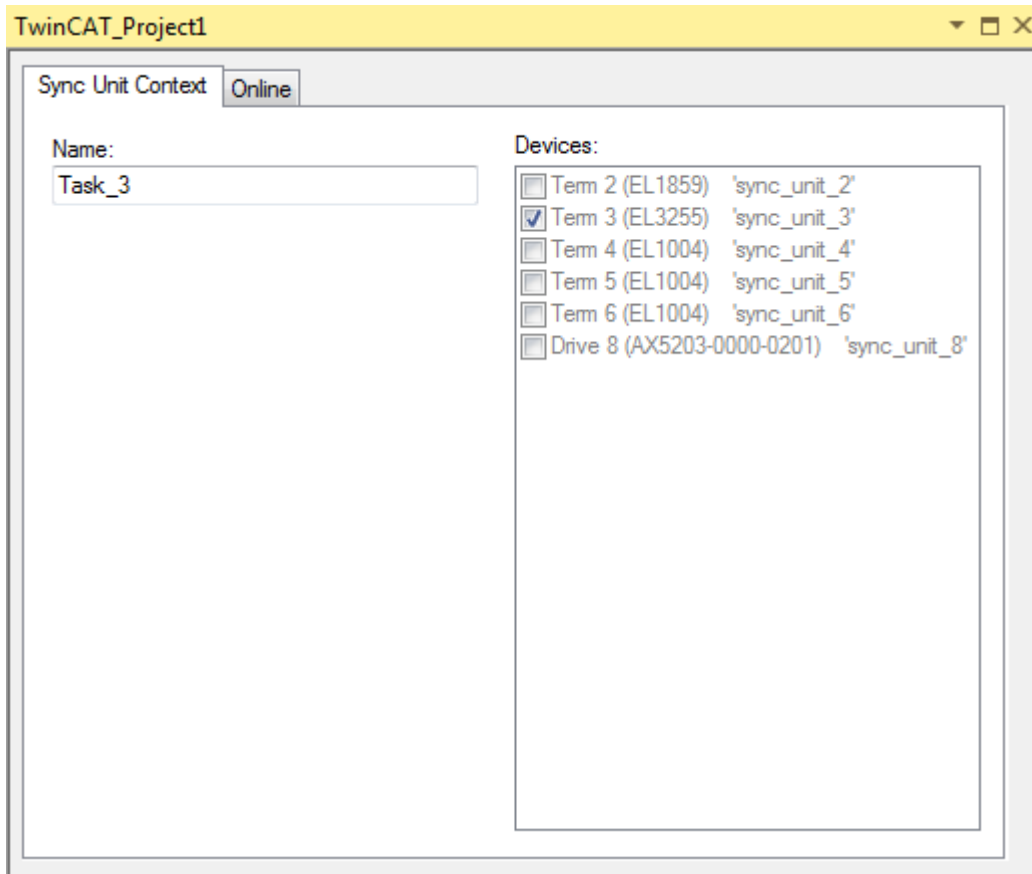 TwinCAT_Project1
Sync Unit Context
Online
Name:
Task_3
Devices:
Term 2 (EL1859) 'sync_unit_2'
Term 3 (EL3255) 'sync_unit_3'
Term 4 (EL1004) 'sync_unit_4'
Term 5 (EL1004) 'sync_unit_5'
Term 6 (EL1004) 'sync_unit_6'
Drive 8 (AX5203-0000-0201) 'sync_unit_8'